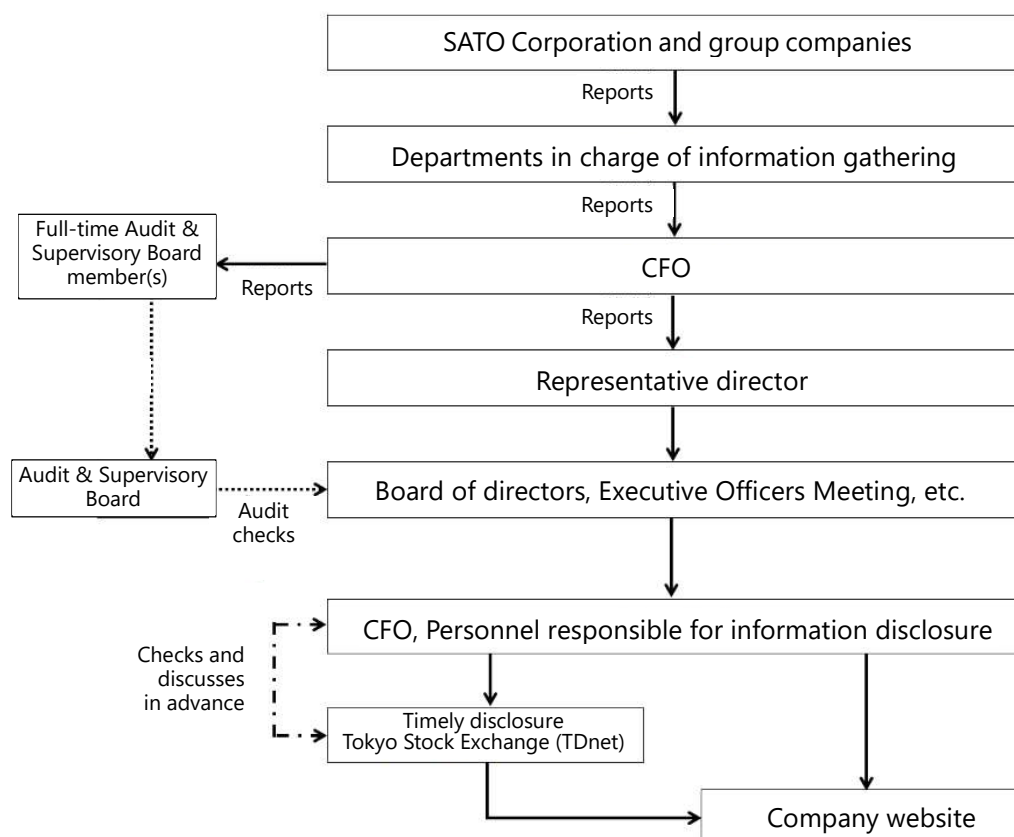 SATO Corporation and group companies
Reports
Departments in charge of information gathering
Reports
Full-time Audit &
Supervisory Board
member(s)
CFO
Reports
Reports
Representative director
Audit & Supervisory
Board
Board of directors, Executive Officers Meeting, etc.
Audit
checks
CFO, Personnel responsible for information disclosure
Checks and
discusses
in advance
Timely disclosure
Tokyo Stock Exchange (TDnet)
Company website